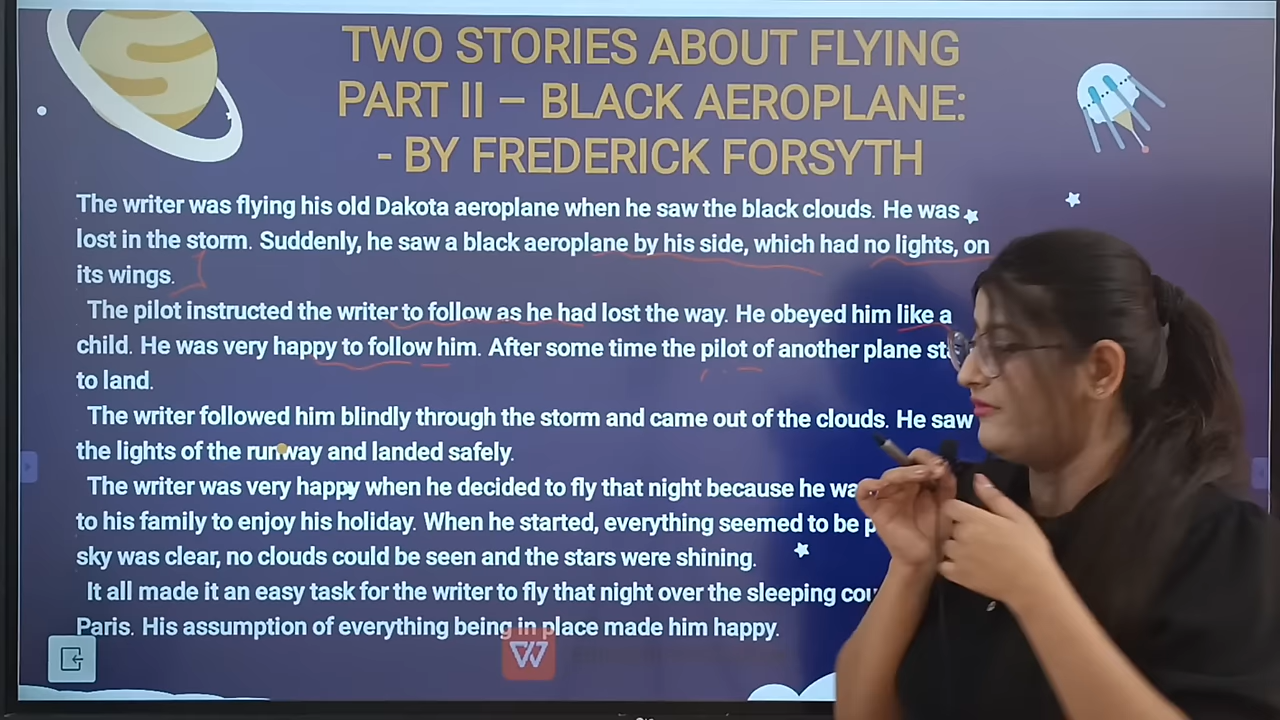 TWO STORIES ABOUT FLYING
PART II – BLACK AEROPLANE:
- BY FREDERICK FORSYTH
The writer was flying his old Dakota aeroplane when he saw the black clouds. He was
lost in the storm. Suddenly, he saw a black aeroplane by his side, which had no lights, on
its wings.
The pilot instructed the writer to follow as he had lost the way. He obeyed him like a
child. He was very happy to follow him. After some time the pilot of another plane
to land.
The writer followed him blindly through the storm and came out of the clouds. He saw
the lights of the runway and landed safely.
The writer was very happy when he decided to fly that night because he
to his family to enjoy his holiday. When he started, everything seemed to be
sky was clear, no clouds could be seen and the stars were shining.
It all made it an easy task for the writer to fly that night over the sleeping
Paris. His assumption of everything being in place made him happy.